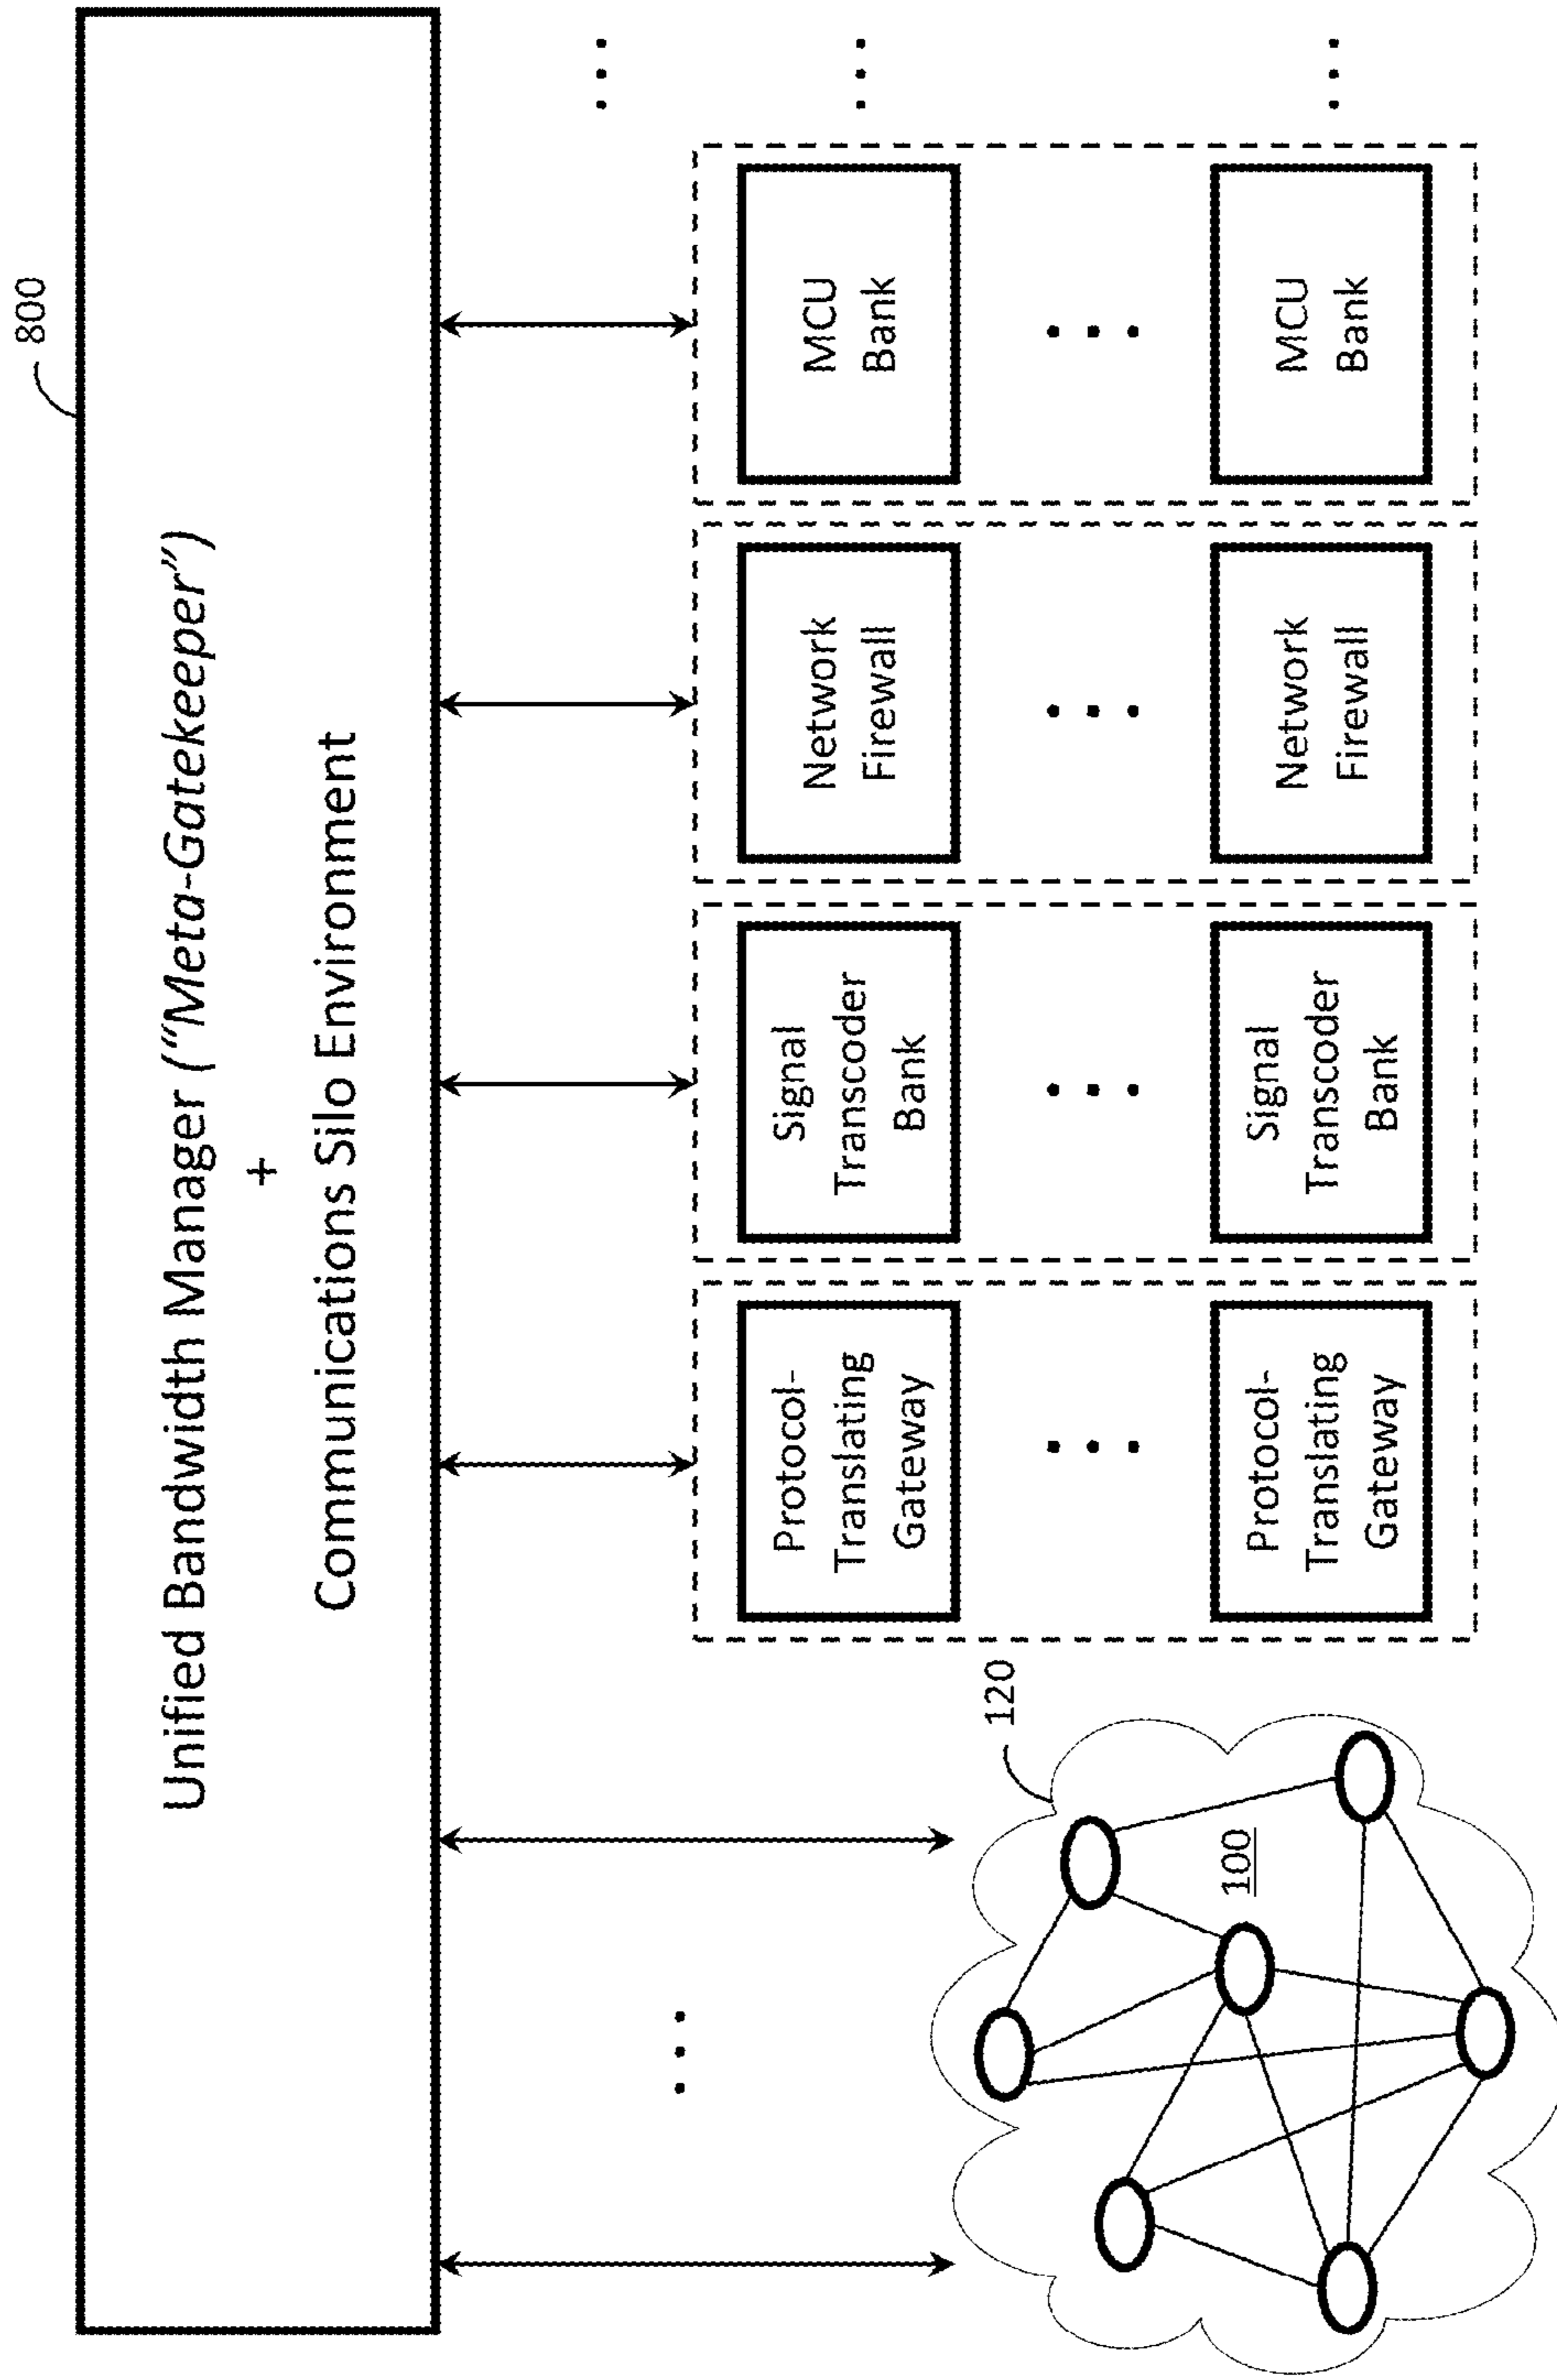 800
Unified Bandwidth Manager (“Meta-Gatekeeper”)
+
Communications Silo Environment
120
100
Protocol-
Translating
Gateway
Signal
Transcoder
Bank
Network
Firewall
MCU
Bank
Protocol-
Translating
Gateway
Signal
Transcoder
Bank
Network
Firewall
MCU
Bank